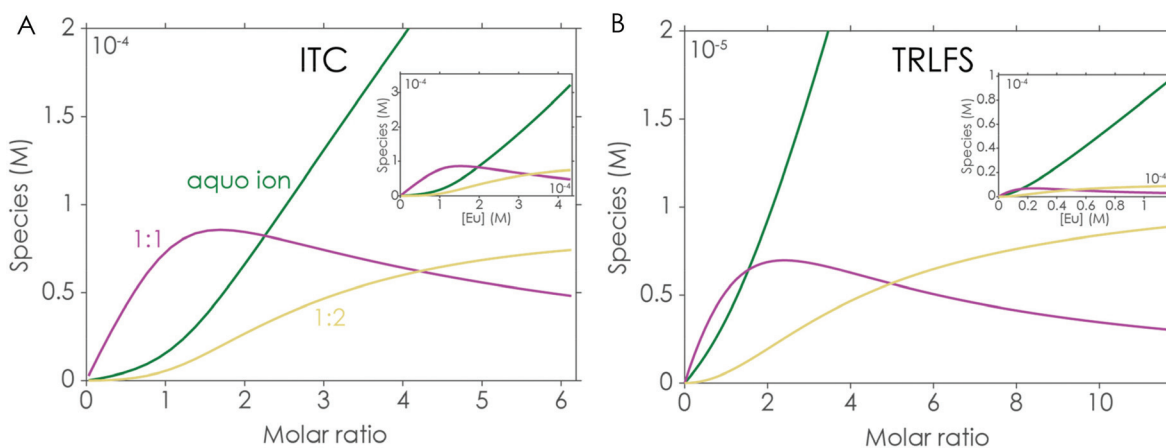 A
ITC
10-4
2
1.5
1
0.5
0
Species (M)
aquo ion
1:1
1:2
0 1 2 3 4 5 6
Molar ratio
10-4
3
2
1
0
Species (M)
0 1 2 3 4
10-4
[Eu] (M)
B
TRLFS
10-5
2
1.5
1
0.5
0
Species (M)
0 2 4 6 8 10
Molar ratio
1
10-4
0.8
0.6
0.4
0.2
0
Species (M)
10-4
0 0.2 0.4 0.6 0.8 1
[Eu] (M)